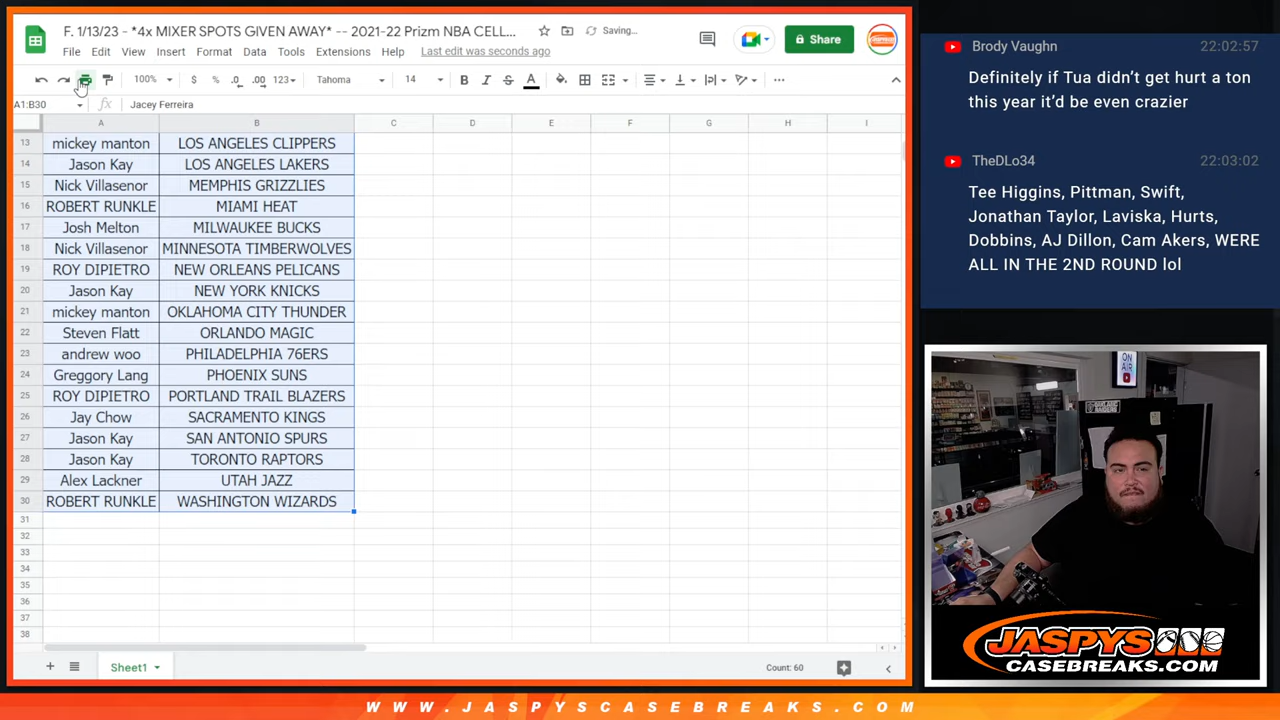 F. 1/13/23 - *4x MIXER SPOTS GIVEN AWAY* -- 2021-22 Prizm NBA CELL...
Saving...
Share
File Edit View Insert Format Data Tools Extensions Help Last edit was seconds ago
100% $ % .0 .00 123 Tahoma 14 B I S A
A1:B30 fx Jacey Ferreira
A B C D E F G H I
13 mickey manton LOS ANGELES CLIPPERS
14 Jason Kay LOS ANGELES LAKERS
15 Nick Villasenor MEMPHIS GRIZZLIES
16 ROBERT RUNKLE MIAMI HEAT
17 Josh Melton MILWAUKEE BUCKS
18 Nick Villasenor MINNESOTA TIMBERWOLVES
19 ROY DIPIETRO NEW ORLEANS PELICANS
20 Jason Kay NEW YORK KNICKS
21 mickey manton OKLAHOMA CITY THUNDER
22 Steven Flatt ORLANDO MAGIC
23 andrew woo PHILADELPHIA 76ERS
24 Greggory Lang PHOENIX SUNS
25 ROY DIPIETRO PORTLAND TRAIL BLAZERS
26 Jay Chow SACRAMENTO KINGS
27 Jason Kay SAN ANTONIO SPURS
28 Jason Kay TORONTO RAPTORS
29 Alex Lackner UTAH JAZZ
30 ROBERT RUNKLE WASHINGTON WIZARDS
31
32
33
34
35
36
37
38
Sheet1
Count: 60
Brody Vaughn 22:02:57
Definitely if Tua didn't get hurt a ton
this year it'd be even crazier
TheDLo34 22:03:02
Tee Higgins, Pittman, Swift,
Jonathan Taylor, Laviska, Hurts,
Dobbins, AJ Dillon, Cam Akers, WERE
ALL IN THE 2ND ROUND lol
ON
AIR
JASPYS
CASEBREAKS.COM
WWW.JASPYSCASEBREAKS.COM